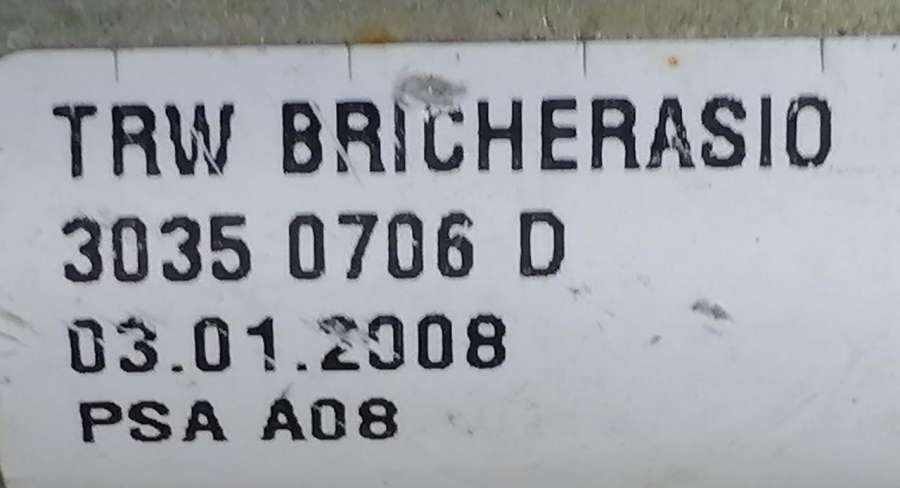 TRW BRICHERASIO
3035 0706 D
03.01.2008
PSA A08